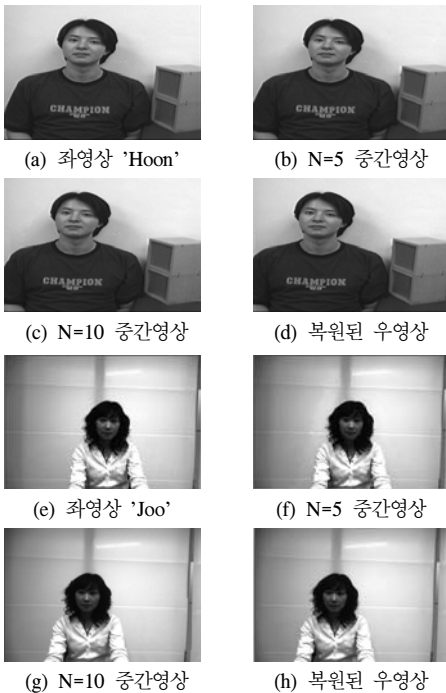 CHAMPION
CHAMPION
(a) 좌영상 'Hoon'
(b) N=5 중간영상
CHAMPION
CHAMPION
(c) N=10 중간영상
(d) 복원된 우영상
(e) 좌영상 'Joo'
(f) N=5 중간영상
(g) N=10 중간영상
(h) 복원된 우영상